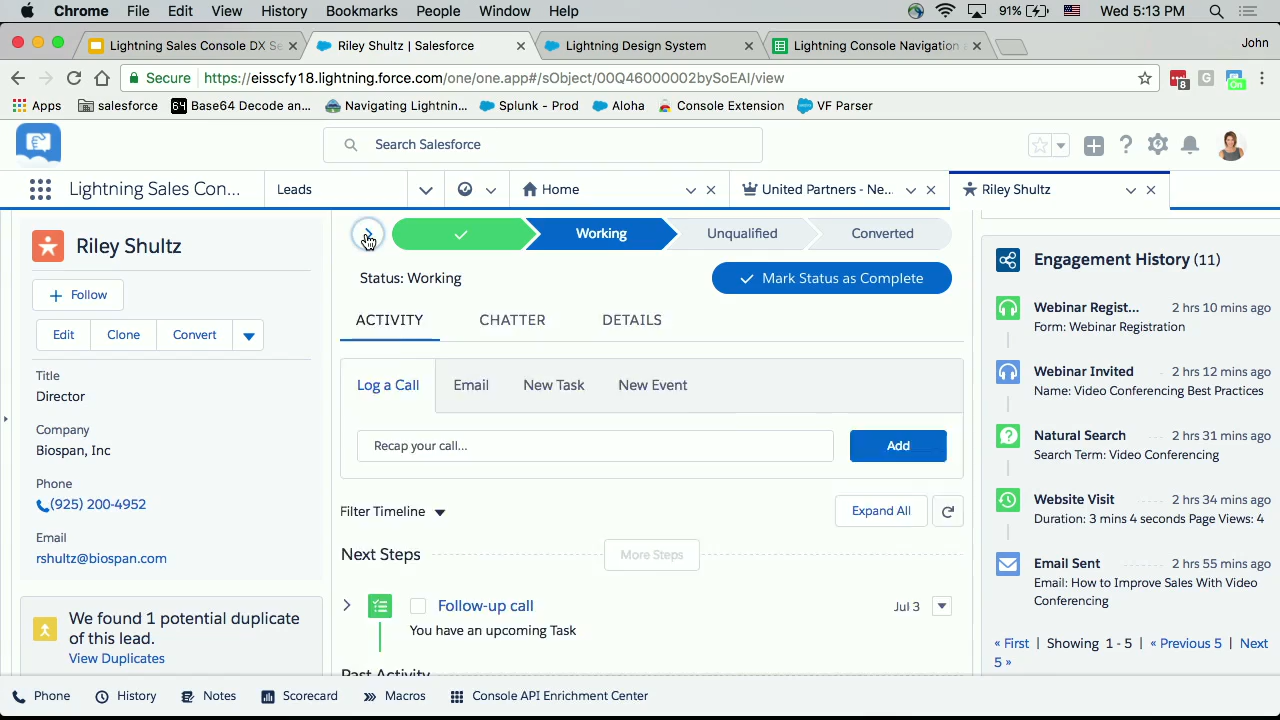 Chrome File Edit View History Bookmarks People Window Help 91% Wed 5:13 PM
Lightning Sales Console DX Se Riley Shultz | Salesforce Lightning Design System Lightning Console Navigation John
Secure https://eisscfy18.lightning.force.com/one/one.app#/sObject/00Q46000002bySoEAI/view 8 G On
Apps salesforce 64 Base64 Decode an... Navigating Lightnin... Splunk - Prod Aloha Console Extension VF Parser
Search Salesforce
Lightning Sales Con... Leads Home United Partners - Ne... Riley Shultz
Riley Shultz
Follow
Edit Clone Convert
Title
Director
Company
Biospan, Inc
Phone
(925) 200-4952
Email
rshultz@biospan.com
We found 1 potential duplicate
of this lead.
View Duplicates
Working Unqualified Converted
Status: Working Mark Status as Complete
ACTIVITY CHATTER DETAILS
Log a Call Email New Task New Event
Recap your call... Add
Filter Timeline Expand All
Next Steps More Steps
Follow-up call Jul 3
You have an upcoming Task
Past Activity
Engagement History (11)
Webinar Regist... 2 hrs 10 mins ago
Form: Webinar Registration
Webinar Invited 2 hrs 12 mins ago
Name: Video Conferencing Best Practices
Natural Search 2 hrs 31 mins ago
Search Term: Video Conferencing
Website Visit 2 hrs 34 mins ago
Duration: 3 mins 4 seconds Page Views: 4
Email Sent 2 hrs 55 mins ago
Email: How to Improve Sales With Video
Conferencing
« First | Showing 1 - 5 | « Previous 5 | Next
5 »
Phone History Notes Scorecard Macros Console API Enrichment Center